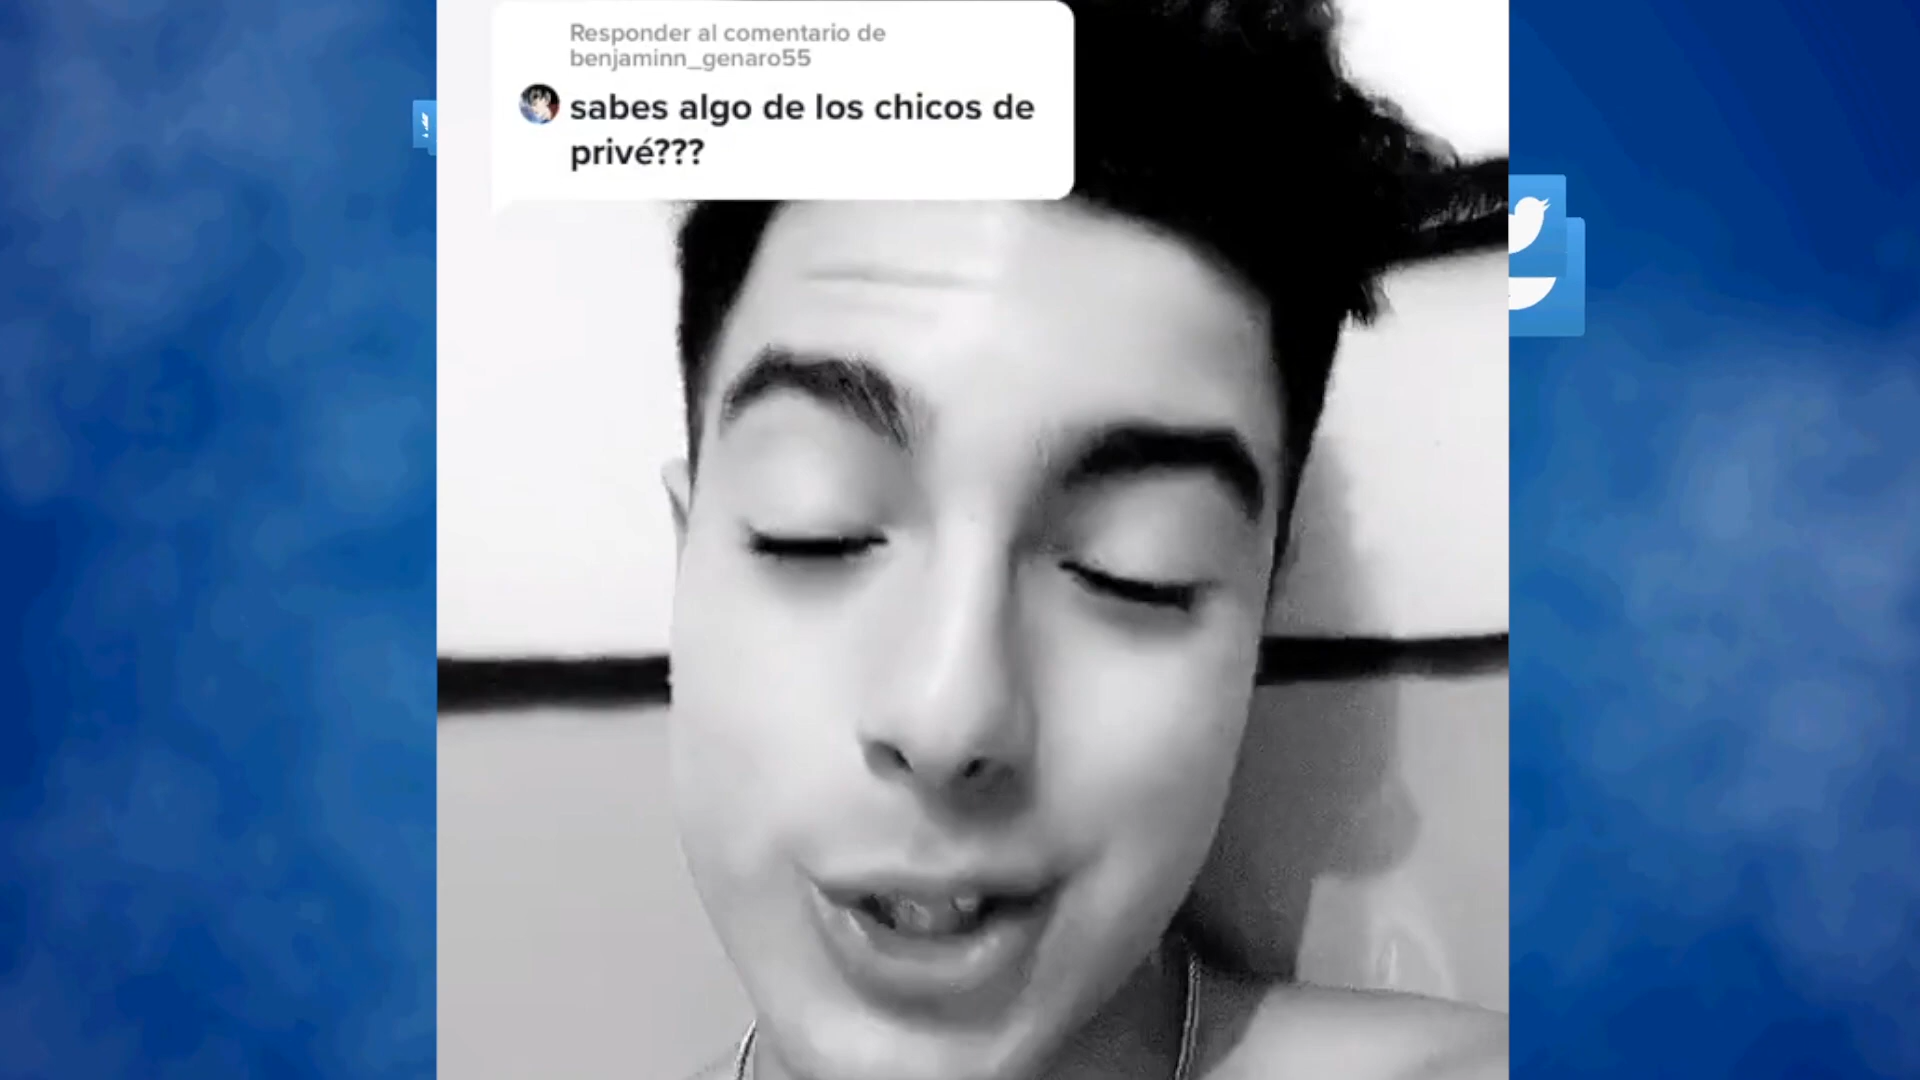 Responder al comentario de
benjaminn_genaro55
sabes algo de los chicos de
privé???